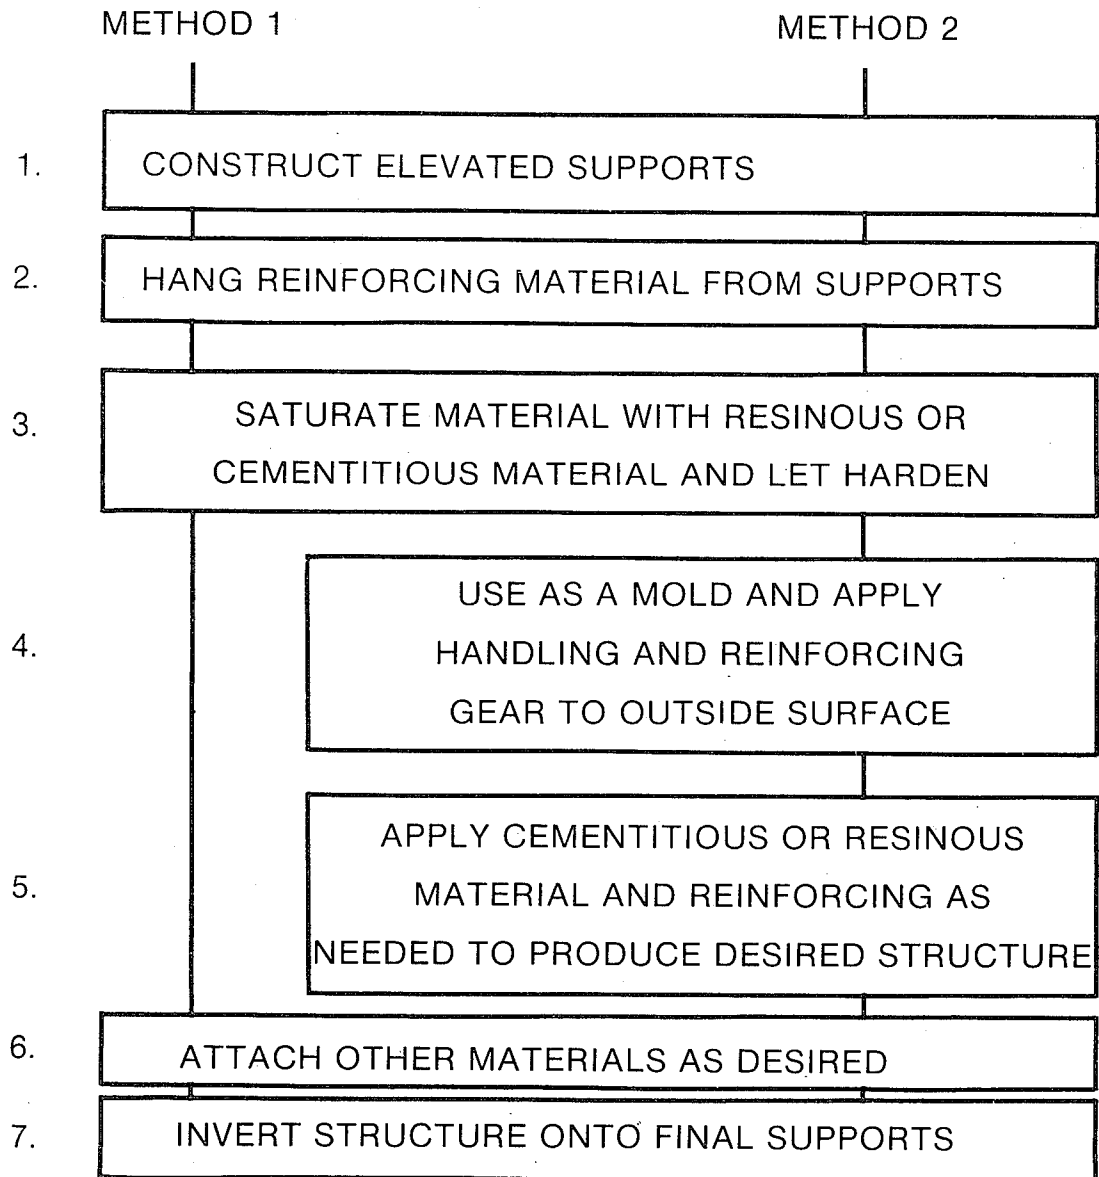 METHOD 1
METHOD 2
1.
CONSTRUCT ELEVATED SUPPORTS
2.
HANG REINFORCING MATERIAL FROM SUPPORTS
3.
SATURATE MATERIAL WITH RESINOUS OR
CEMENTITIOUS MATERIAL AND LET HARDEN
4.
USE AS A MOLD AND APPLY
HANDLING AND REINFORCING
GEAR TO OUTSIDE SURFACE
5.
APPLY CEMENTITIOUS OR RESINOUS
MATERIAL AND REINFORCING AS
NEEDED TO PRODUCE DESIRED STRUCTURE
6.
ATTACH OTHER MATERIALS AS DESIRED
7.
INVERT STRUCTURE ONTO FINAL SUPPORTS